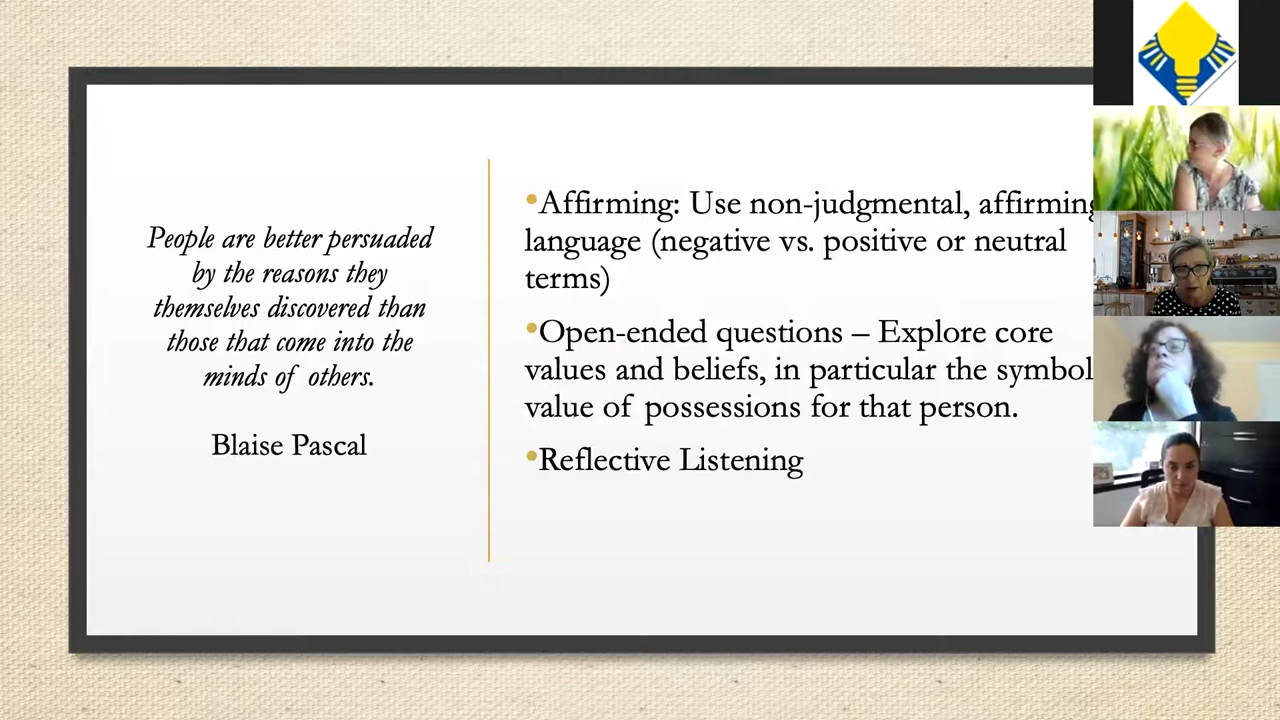 People are better persuaded
by the reasons they
themselves discovered than
those that come into the
minds of others.
Blaise Pascal
•Affirming: Use non-judgmental, affirming
language (negative vs. positive or neutral
terms)
•Open-ended questions – Explore core
values and beliefs, in particular the symbol
value of possessions for that person.
•Reflective Listening